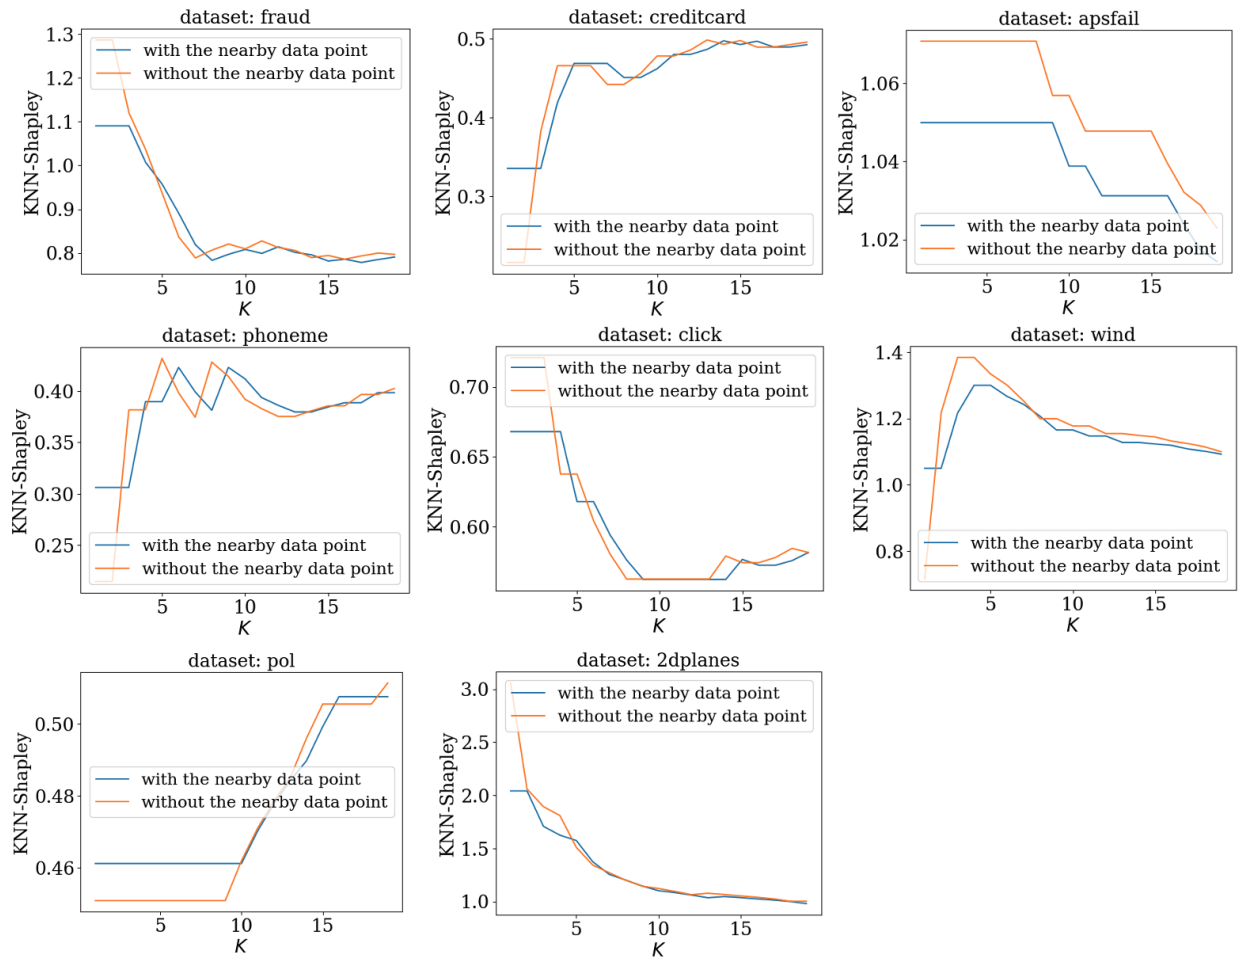 dataset: fraud
KNN-Shapley
1.3
1.2
1.1
1.0
0.9
0.8
with the nearby data point
without the nearby data point
5
10
15
K
dataset: creditcard
KNN-Shapley
0.5
0.4
0.3
with the nearby data point
without the nearby data point
5
10
15
K
dataset: apsfail
KNN-Shapley
1.06
1.04
1.02
with the nearby data point
without the nearby data point
5
10
15
K
dataset: phoneme
KNN-Shapley
0.40
0.35
0.30
0.25
with the nearby data point
without the nearby data point
5
10
15
K
dataset: click
KNN-Shapley
0.70
0.65
0.60
with the nearby data point
without the nearby data point
5
10
15
K
dataset: wind
KNN-Shapley
1.4
1.2
1.0
0.8
with the nearby data point
without the nearby data point
5
10
15
K
dataset: pol
KNN-Shapley
0.50
0.48
0.46
with the nearby data point
without the nearby data point
5
10
15
K
dataset: 2dplanes
KNN-Shapley
3.0
2.5
2.0
1.5
1.0
with the nearby data point
without the nearby data point
5
10
15
K